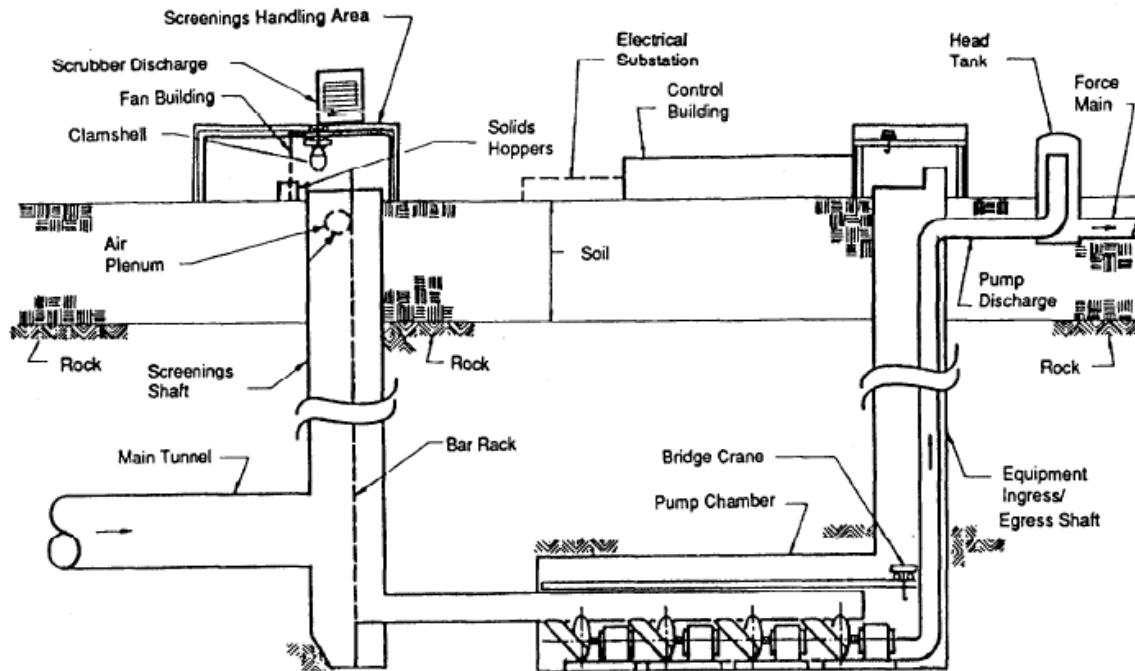 Screenings Handling Area
Scrubber Discharge
Fan Building
Clamshell
Solids
Hoppers
Electrical
Substation
Control
Building
Head
Tank
Force
Main
Air
Plenum
Soil
Pump
Discharge
Rock
Rock
Rock
Screenings
Shaft
Main Tunnel
Bar Rack
Bridge Crane
Pump Chamber
Equipment
Ingress/
Egress Shaft